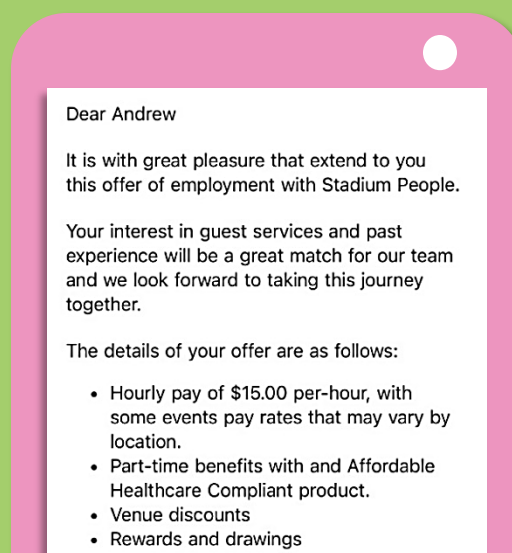 Dear Andrew
It is with great pleasure that extend to you
this offer of employment with Stadium People.
Your interest in guest services and past
experience will be a great match for our team
and we look forward to taking this journey
together.
The details of your offer are as follows:
• Hourly pay of $15.00 per-hour, with
some events pay rates that may vary by
location.
• Part-time benefits with and Affordable
Healthcare Compliant product.
• Venue discounts
• Rewards and drawings